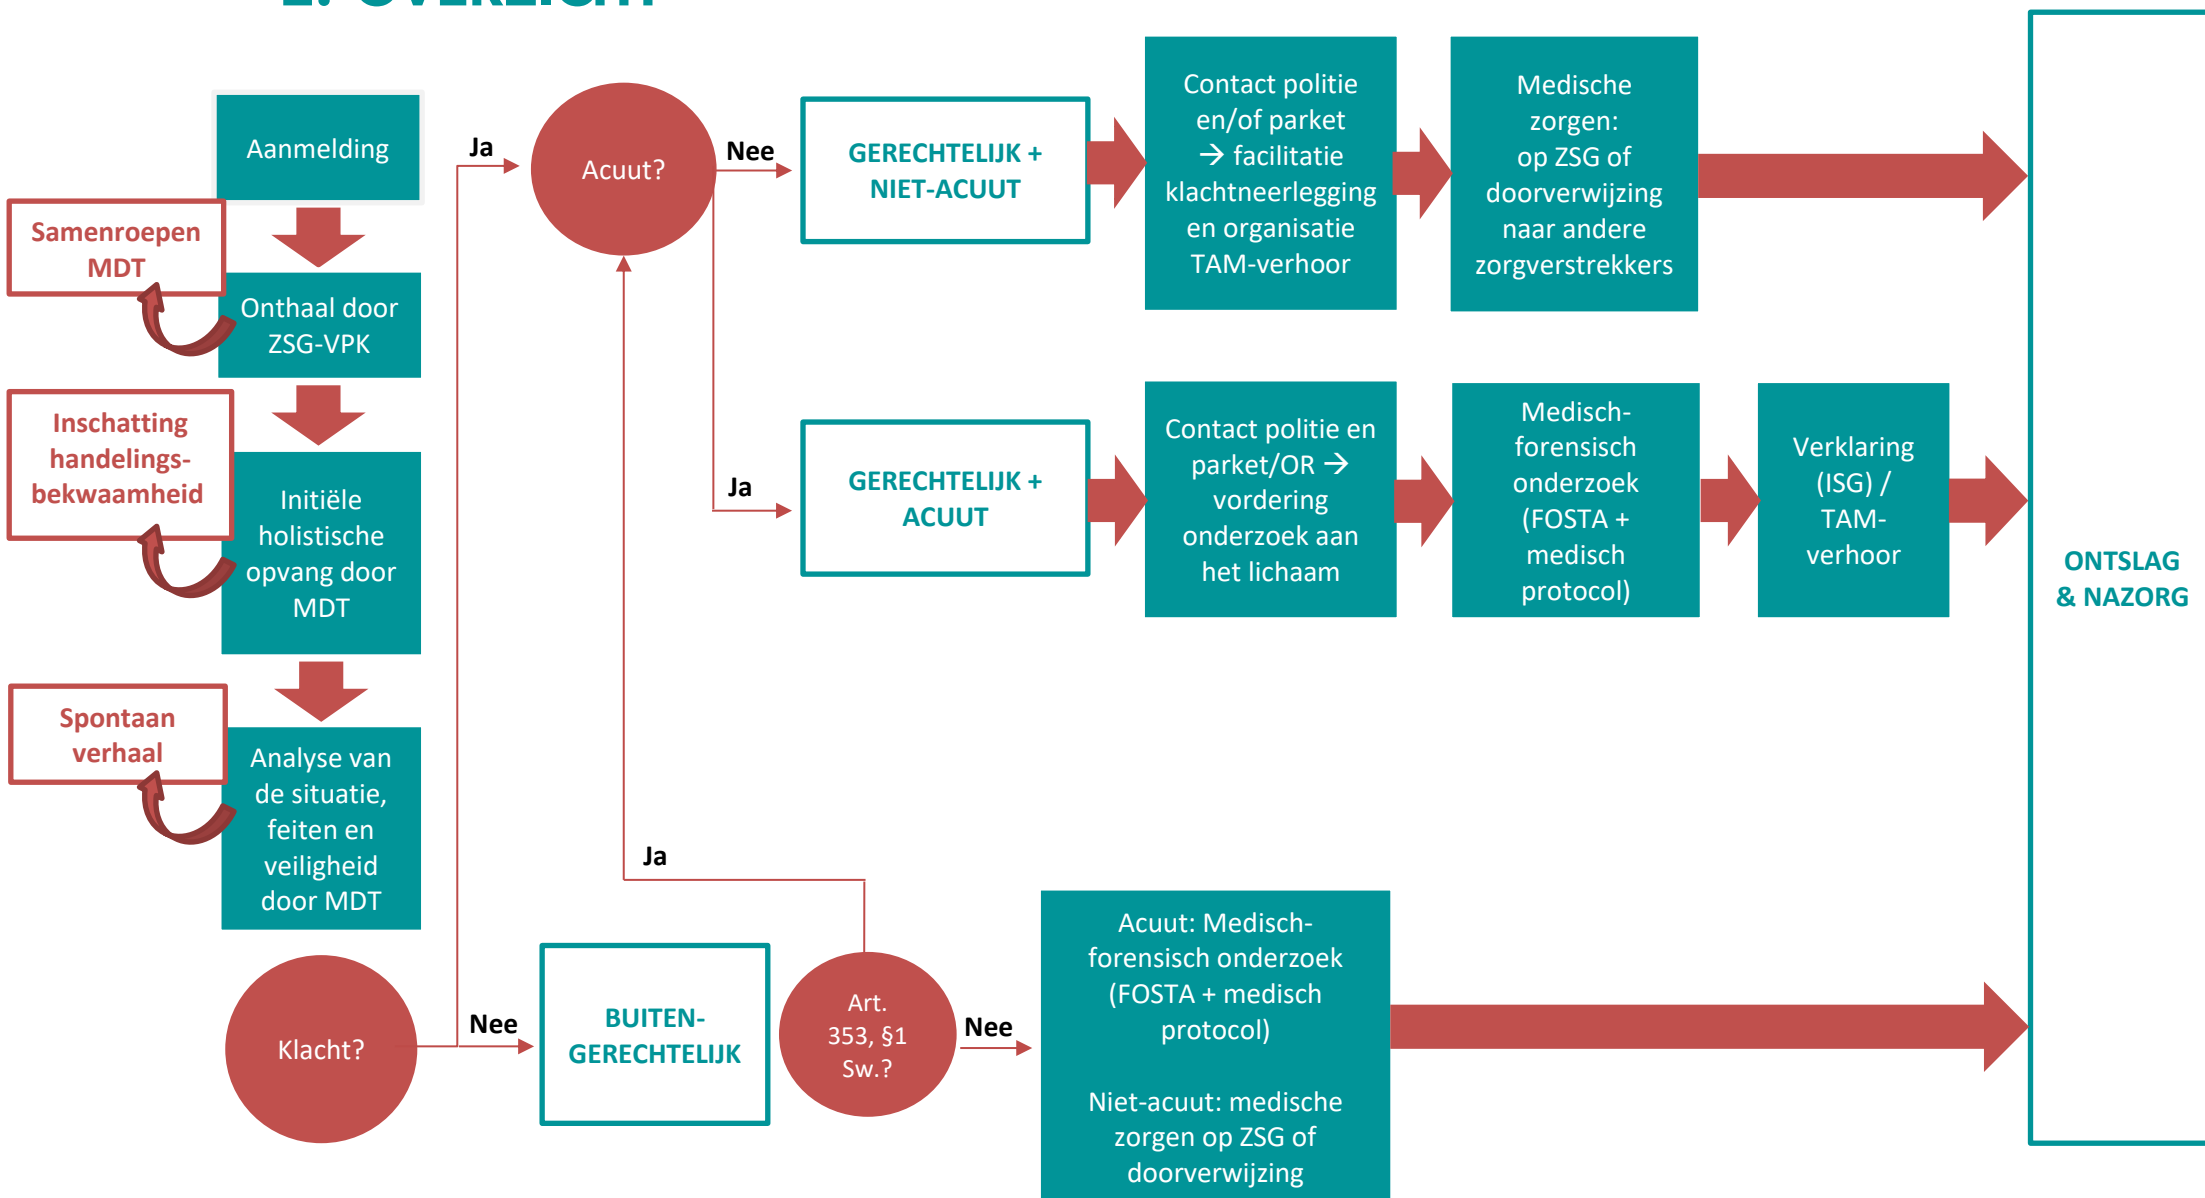 2. OVERZICHT
Aanmelding
Samenroepen
MDT
Onthaal door
ZSG-VPK
Inschatting
handelings-
bekwaamheid
Initiële
holistische
opvang door
MDT
Spontaan
verhaal
Analyse van
de situatie,
feiten en
veiligheid
door MDT
Klacht?
Ja
Nee
Acuut?
Nee
Ja
GERECHTELIJK +
NIET-ACUUT
Contact politie
en/of parket
→ facilitatie
klachtneerlegging
en organisatie
TAM-verhoor
Medische
zorgen:
op ZSG of
doorverwijzing
naar andere
zorgverstrekkers
GERECHTELIJK +
ACUUT
Contact politie en
parket/OR →
vordering
onderzoek aan
het lichaam
Medisch-
forensisch
onderzoek
(FOSTA +
medisch
protocol)
Verklaring
(ISG) /
TAM-
verhoor
BUITEN-
GERECHTELIJK
Ja
Art.
353, §1
Sw.?
Nee
Acuut: Medisch-
forensisch onderzoek
(FOSTA + medisch
protocol)
Niet-acuut: medische
zorgen op ZSG of
doorverwijzing
ONTSLAG
& NAZORG